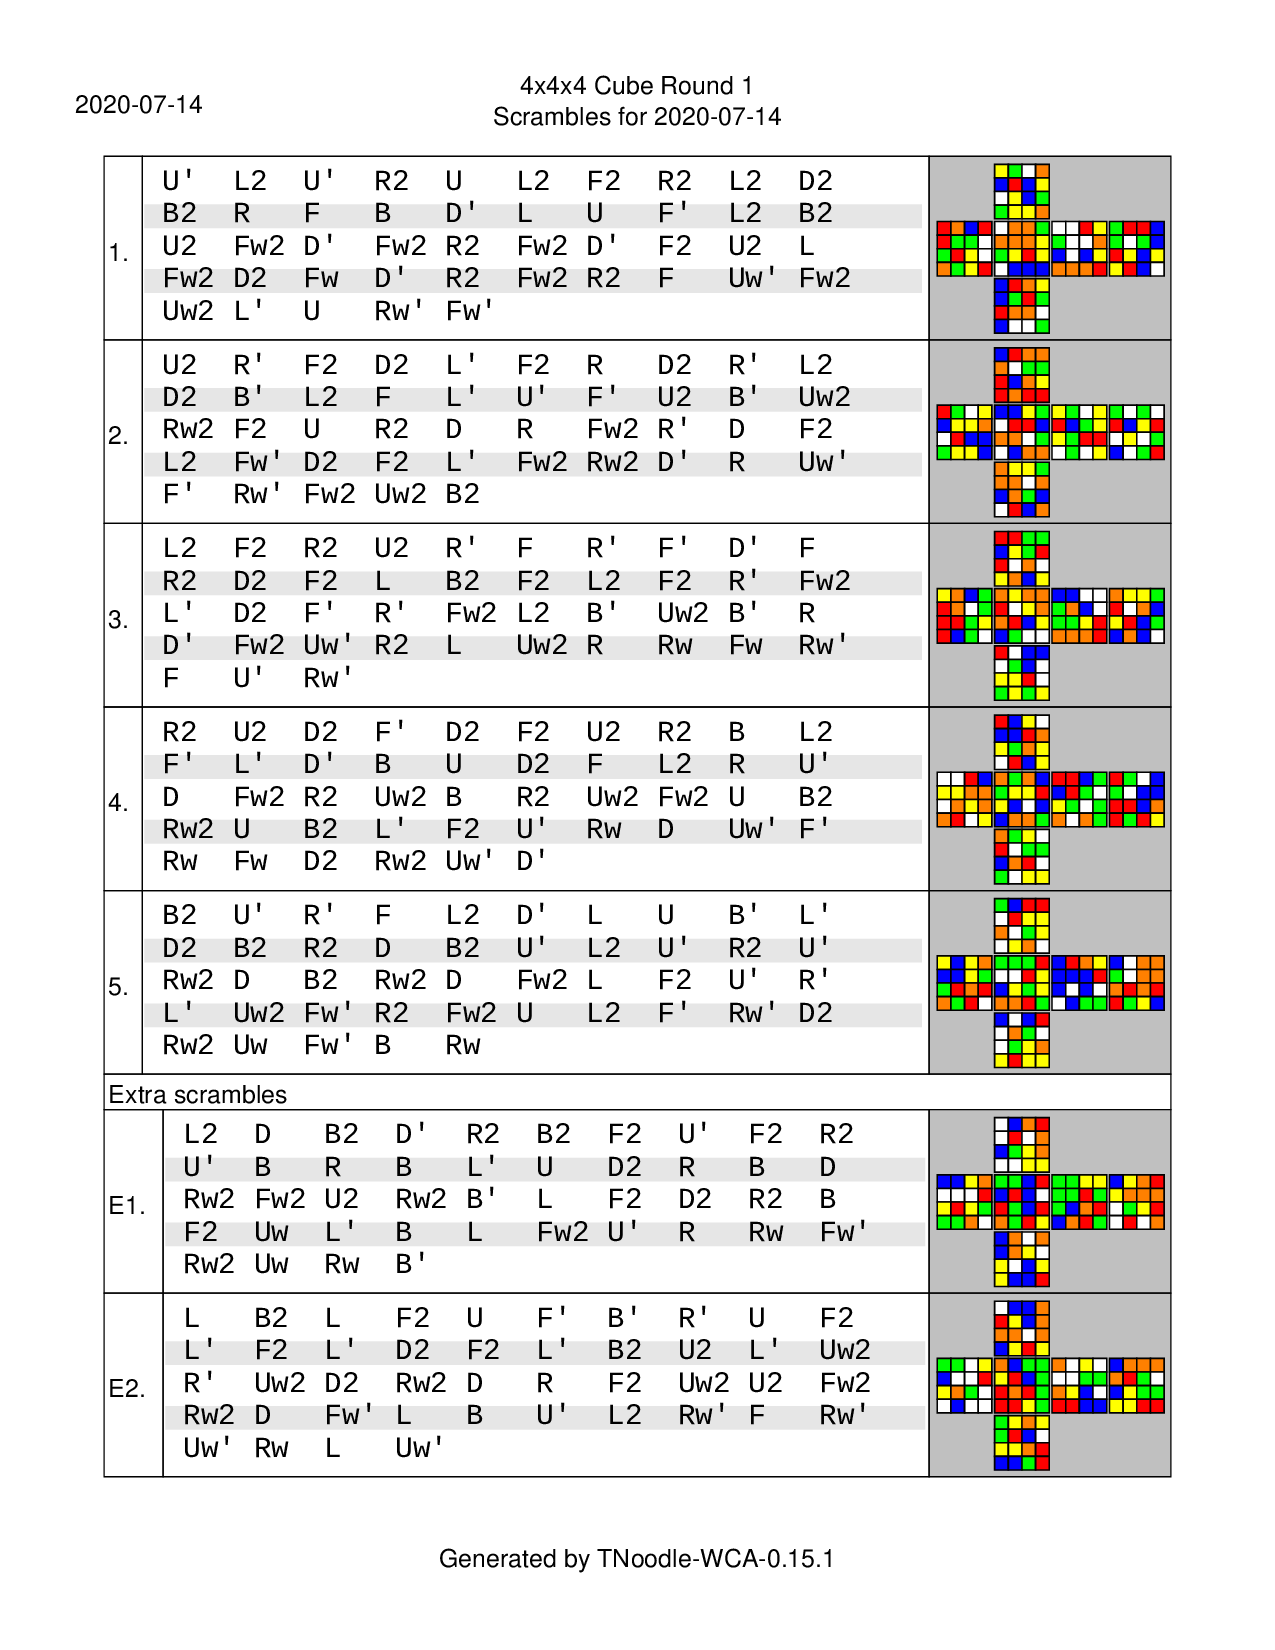 4x4x4 Cube Round 1
2020-07-14
Scrambles for 2020-07-14
1.
U' L2 U' R2 U L2 F2 R2 L2 D2
B2 R F B D' L U F' L2 B2
U2 Fw2 D' Fw2 R2 Fw2 D' F2 U2 L
Fw2 D2 Fw D' R2 Fw2 R2 F Uw' Fw2
Uw2 L' U Rw' Fw'
2.
U2 R' F2 D2 L' F2 R D2 R' L2
D2 B' L2 F L' U' F' U2 B' Uw2
Rw2 F2 U R2 D R Fw2 R' D F2
L2 Fw' D2 F2 L' Fw2 Rw2 D' R Uw'
F' Rw' Fw2 Uw2 B2
3.
L2 F2 R2 U2 R' F R' F' D' F
R2 D2 F2 L B2 F2 L2 F2 R' Fw2
L' D2 F' R' Fw2 L2 B' Uw2 B' R
D' Fw2 Uw' R2 L Uw2 R Rw Fw Rw'
F U' Rw'
4.
R2 U2 D2 F' D2 F2 U2 R2 B L2
F' L' D' B U D2 F L2 R U'
D Fw2 R2 Uw2 B R2 Uw2 Fw2 U B2
Rw2 U B2 L' F2 U' Rw D Uw' F'
Rw Fw D2 Rw2 Uw' D'
5.
B2 U' R' F L2 D' L U B' L'
D2 B2 R2 D B2 U' L2 U' R2 U'
Rw2 D B2 Rw2 D Fw2 L F2 U' R'
L' Uw2 Fw' R2 Fw2 U L2 F' Rw' D2
Rw2 Uw Fw' B Rw
Extra scrambles
E1.
L2 D B2 D' R2 B2 F2 U' F2 R2
U' B R B L' U D2 R B D
Rw2 Fw2 U2 Rw2 B' L F2 D2 R2 B
F2 Uw L' B L Fw2 U' R Rw Fw'
Rw2 Uw Rw B'
E2.
L B2 L F2 U F' B' R' U F2
L' F2 L' D2 F2 L' B2 U2 L' Uw2
R' Uw2 D2 Rw2 D R F2 Uw2 U2 Fw2
Rw2 D Fw' L B U' L2 Rw' F Rw'
Uw' Rw L Uw'
Generated by TNoodle-WCA-0.15.1